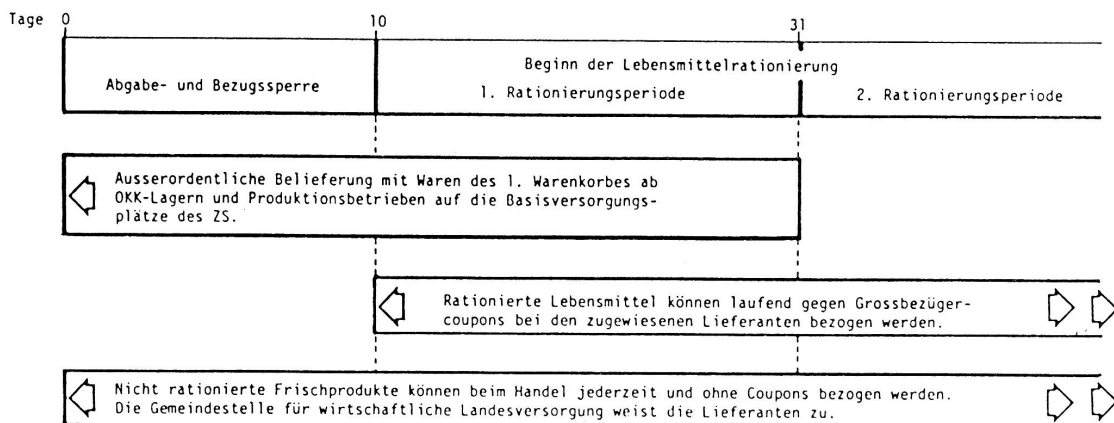 Tage 0 10 31
Beginn der Lebensmittelrationierung
Abgabe- und Bezugssperre 1. Rationierungsperiode 2. Rationierungsperiode
Ausserordentliche Belieferung mit Waren des 1. Warenkorbes ab
OKK-Lagern und Produktionsbetrieben auf die Basisversorgungs-
plätze des ZS.
Rationierte Lebensmittel können laufend gegen Grossbezüger-
coupons bei den zugewiesenen Lieferanten bezogen werden.
Nicht rationierte Frischprodukte können beim Handel jederzeit und ohne Coupons bezogen werden.
Die Gemeindestelle für wirtschaftliche Landesversorgung weist die Lieferanten zu.